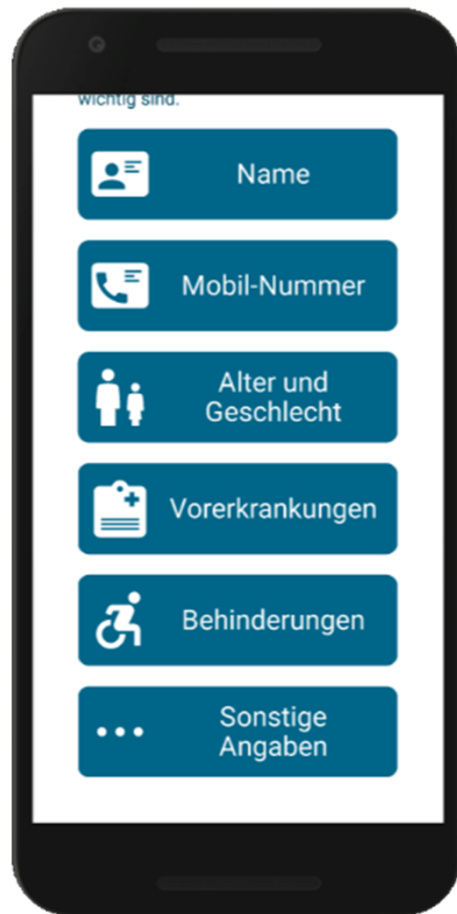 wichtig sind.
Name
Mobil-Nummer
Alter und
Geschlecht
Vorerkrankungen
Behinderungen
Sonstige
Angaben